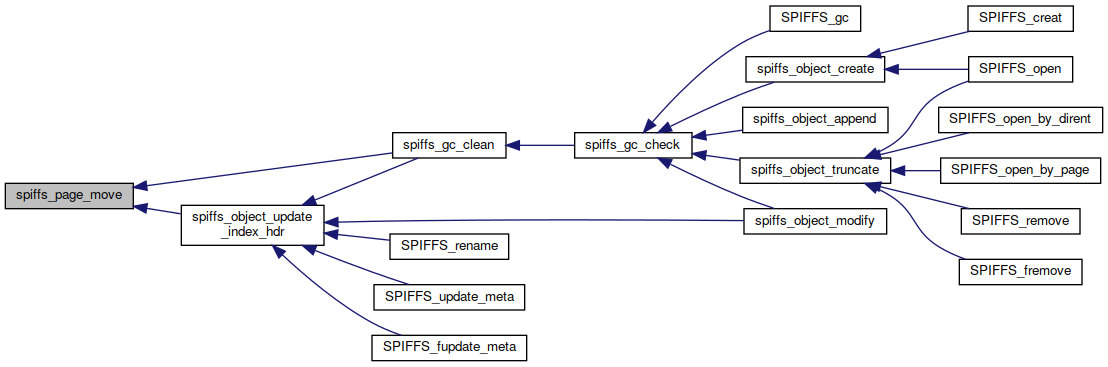 spiffs_page_move
spiffs_gc_clean
spiffs_object_update
_index_hdr
SPIFFS_rename
SPIFFS_update_meta
SPIFFS_fupdate_meta
spiffs_gc_check
SPIFFS_gc
spiffs_object_create
spiffs_object_append
spiffs_object_truncate
spiffs_object_modify
SPIFFS_creat
SPIFFS_open
SPIFFS_open_by_dirent
SPIFFS_open_by_page
SPIFFS_remove
SPIFFS_fremove